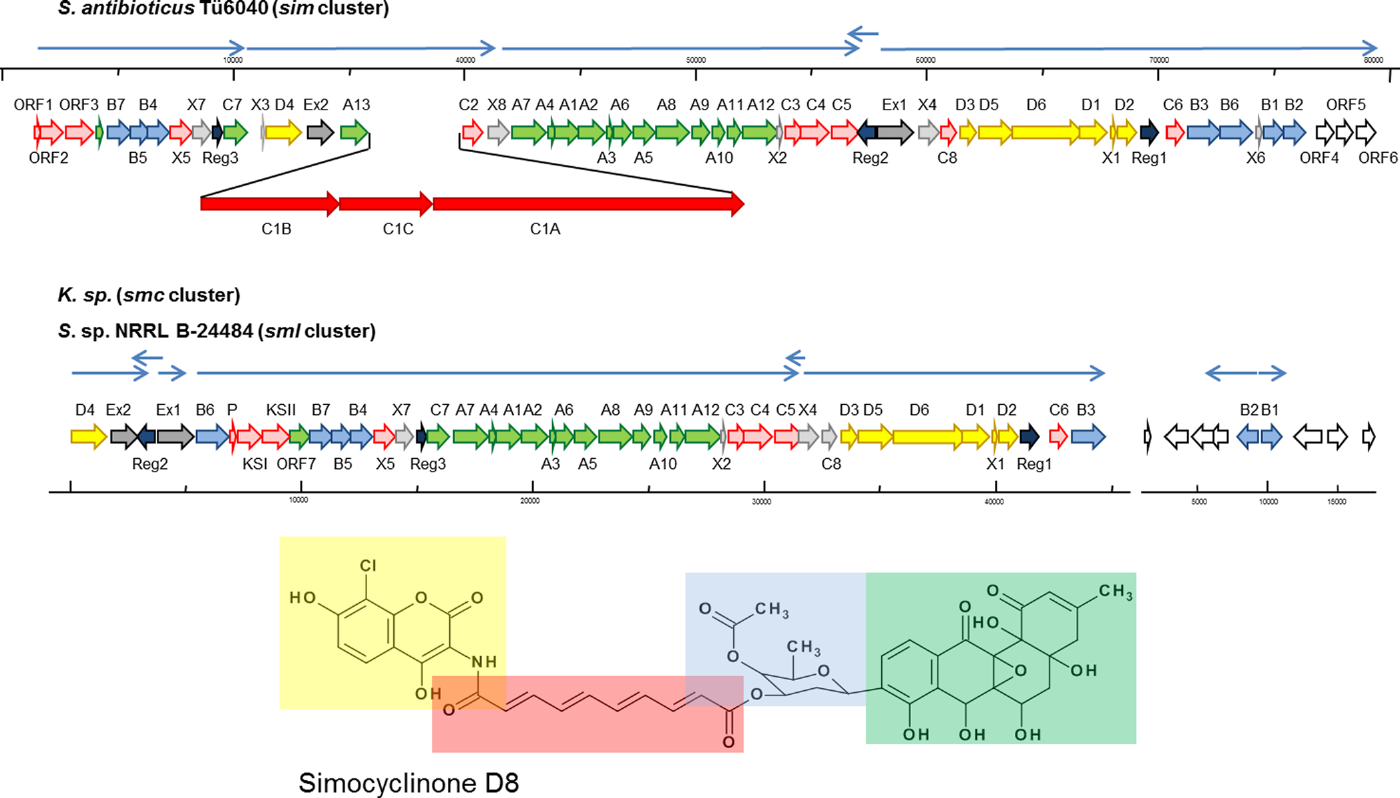 S. antibioticus Tü6040 (sim cluster)
10000 40000 50000 60000 70000 80000
ORF1 ORF3 B7 B4 X7 C7 X3 D4 Ex2 A13 C2 X8 A7 A4 A1 A2 A6 A8 A9 A11 A12 C3 C4 C5 Ex1 X4 D3 D5 D6 D1 D2 C6 B3 B6 B1 B2 ORF5
ORF2 B5 X5 Reg3 A3 A5 A10 X2 Reg2 C8 X1 Reg1 X6 ORF4 ORF6
C1B C1C C1A
K. sp. (smc cluster)
S. sp. NRRL B-24484 (sml cluster)
D4 Ex2 Ex1 B6 P KSII B7 B4 X7 C7 A7 A4 A1 A2 A6 A8 A9 A11 A12 C3 C4 C5 X4 D3 D5 D6 D1 D2 C6 B3 B2 B1
Reg2 KSI ORF7 B5 X5 Reg3 A3 A5 A10 X2 C8 X1 Reg1
10000 20000 30000 40000 5000 10000 15000
Cl
HO O O
NH
OH
O
O
O CH3
O
CH3
O
O
O
O CH3
HO
O
OH
OH OH OH
Simocyclinone D8